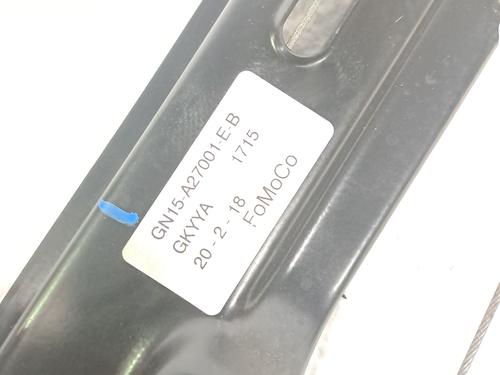 GN15-A27001-E-B
GKYYA 1715
20 - 2 - 18
FoMoCo